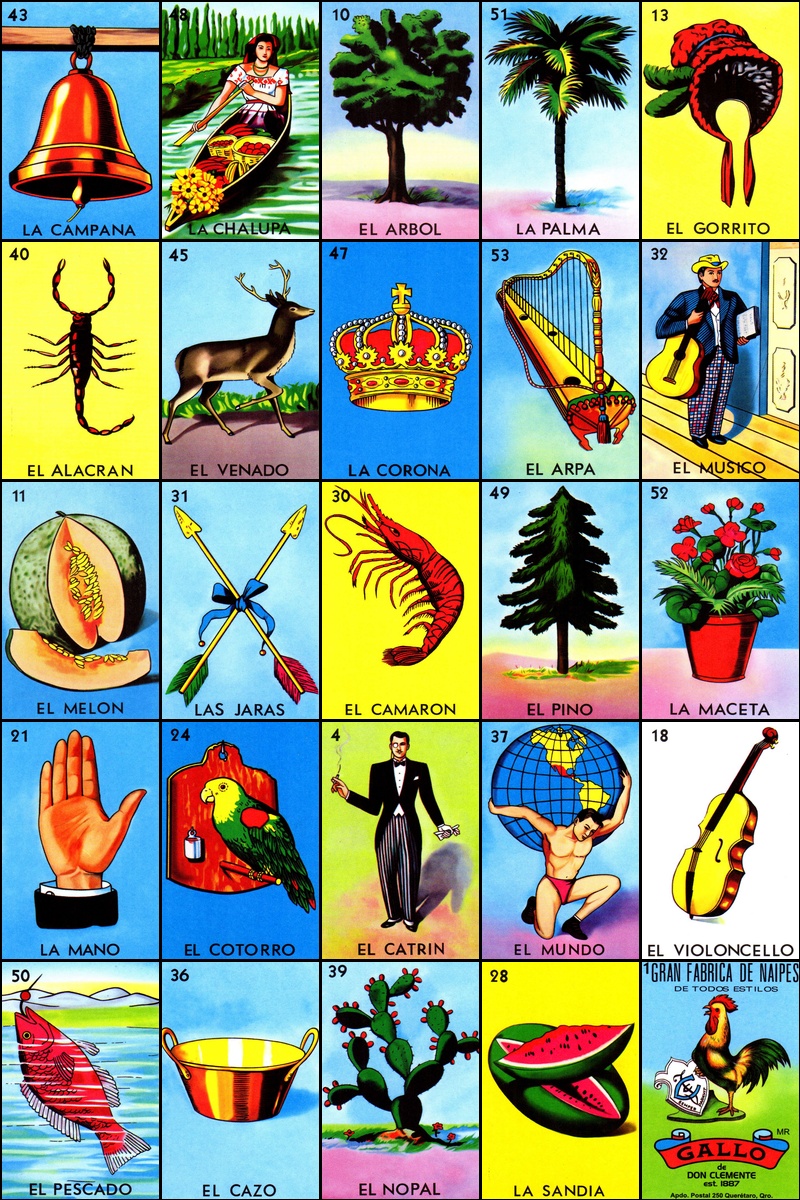 43
LA CAMPANA
48
LA CHALUPA
10
EL ARBOL
51
LA PALMA
13
EL GORRITO
40
EL ALACRAN
45
EL VENADO
47
LA CORONA
53
EL ARPA
32
EL MUSICO
11
EL MELON
31
LAS JARAS
30
EL CAMARON
49
EL PINO
52
LA MACETA
21
LA MANO
24
EL COTORRO
4
EL CATRIN
37
EL MUNDO
18
EL VIOLONCELLO
50
EL PESCADO
36
EL CAZO
39
EL NOPAL
28
LA SANDIA
1
GRAN FABRICA DE NAIPES
DE TODOS ESTILOS
MR
GALLO
de
DON CLEMENTE
est. 1887
Apdo. Postal 250 Querétaro, Qro.